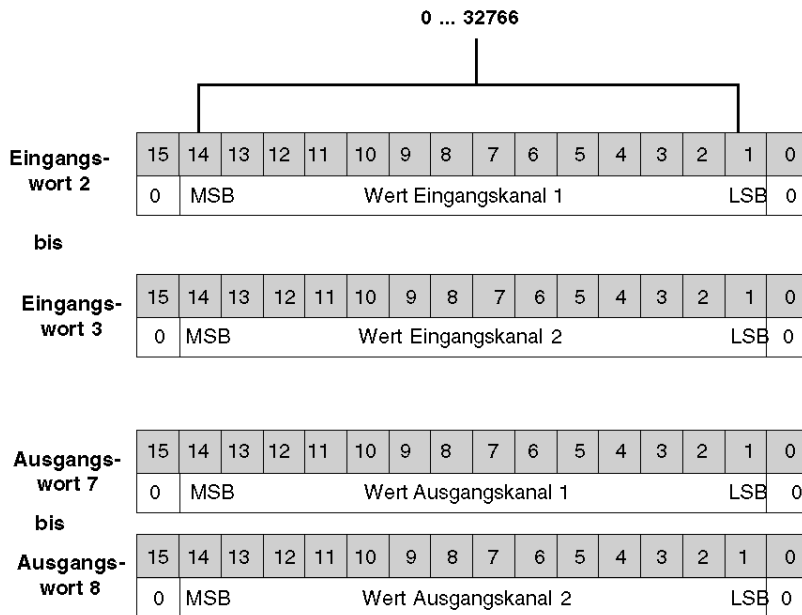 0 ... 32766
15 14 13 12 11 10 9 8 7 6 5 4 3 2 1 0
Eingangs-
wort 2
0 MSB Wert Eingangskanal 1 LSB 0
bis
15 14 13 12 11 10 9 8 7 6 5 4 3 2 1 0
Eingangs-
wort 3
0 MSB Wert Eingangskanal 2 LSB 0
15 14 13 12 11 10 9 8 7 6 5 4 3 2 1 0
Ausgangs-
wort 7
0 MSB Wert Ausgangskanal 1 LSB 0
bis
15 14 13 12 11 10 9 8 7 6 5 4 3 2 1 0
Ausgangs-
wort 8
0 MSB Wert Ausgangskanal 2 LSB 0